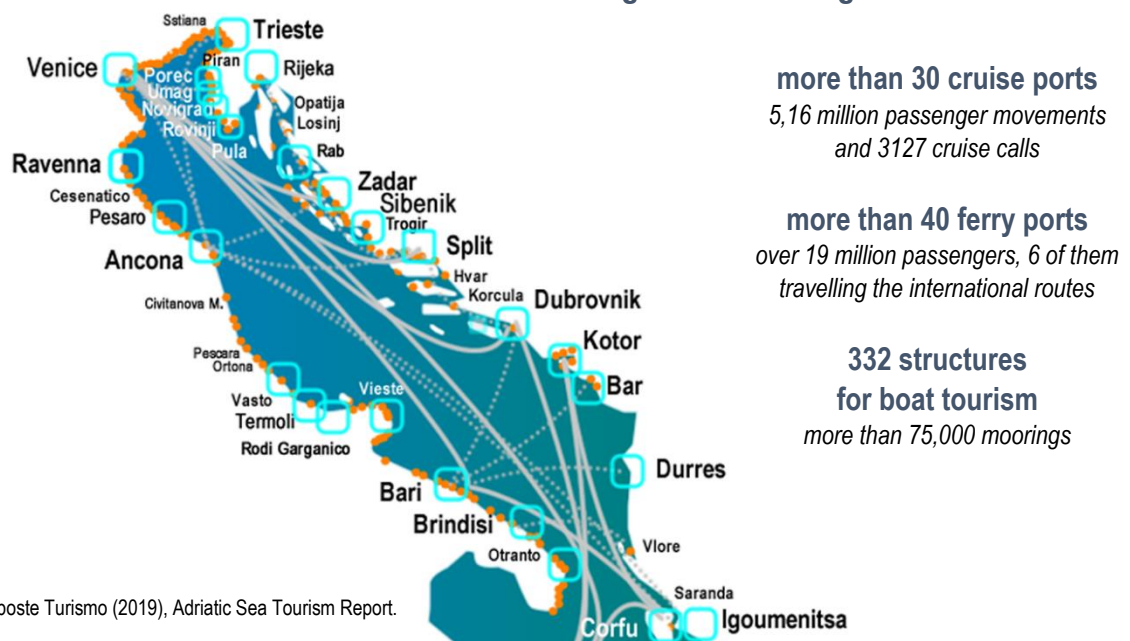 Sstiana
Trieste
Venice
Piran
Rijeka
Porec
Umag
Novigrad
Rovinji
Opatija
Losinj
Pula
Rab
Ravenna
Zadar
Cesenatico
Sibenik
Pesaro
Trogir
Ancona
Split
Hvar
Korcula
Civitanova M.
Dubrovnik
Kotor
Pescara
Ortona
Bar
Vasto
Vieste
Termoli
Rodi Garganico
Durres
Bari
Brindisi
Otranto
Vlore
Saranda
Igoumenitsa
Corfu
more than 30 cruise ports
5,16 million passenger movements
and 3127 cruise calls
more than 40 ferry ports
over 19 million passengers, 6 of them
travelling the international routes
332 structures
for boat tourism
more than 75,000 moorings
poste Turismo (2019), Adriatic Sea Tourism Report.